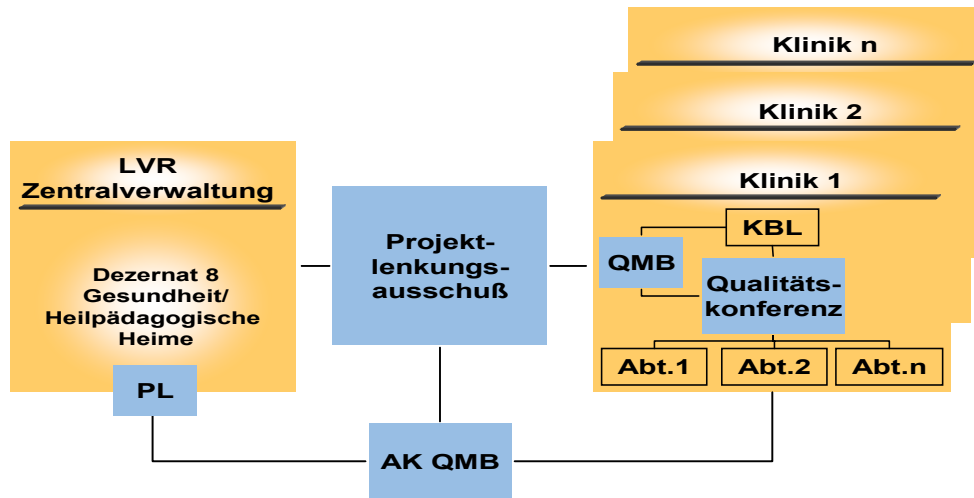 LVR
Zentralverwaltung
Dezernat 8
Gesundheit/
Heilpädagogische
Heime
PL
Projekt-
lenkungs-
ausschuß
AK QMB
Klinik n
Klinik 2
Klinik 1
KBL
QMB
Qualitäts-
konferenz
Abt.1
Abt.2
Abt.n